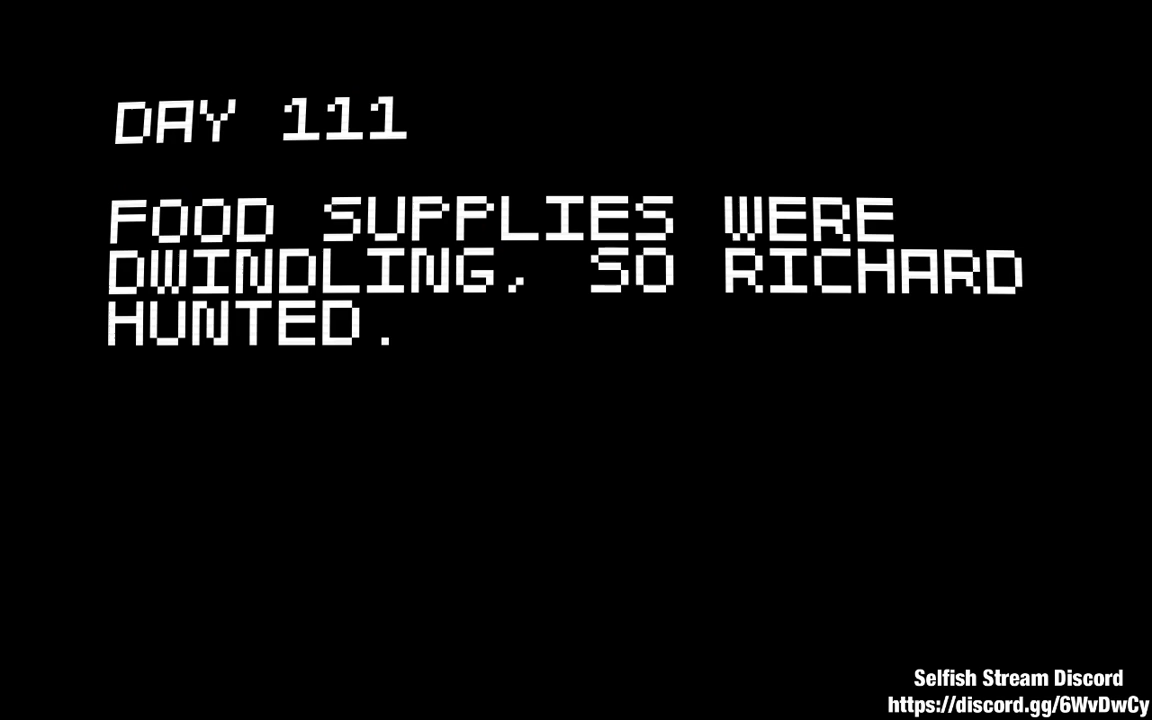 DAY 111
FOOD SUPPLIES WERE
DWINDLING, SO RICHARD
HUNTED.
Selfish Stream Discord
https://discord.gg/6WvDwCy